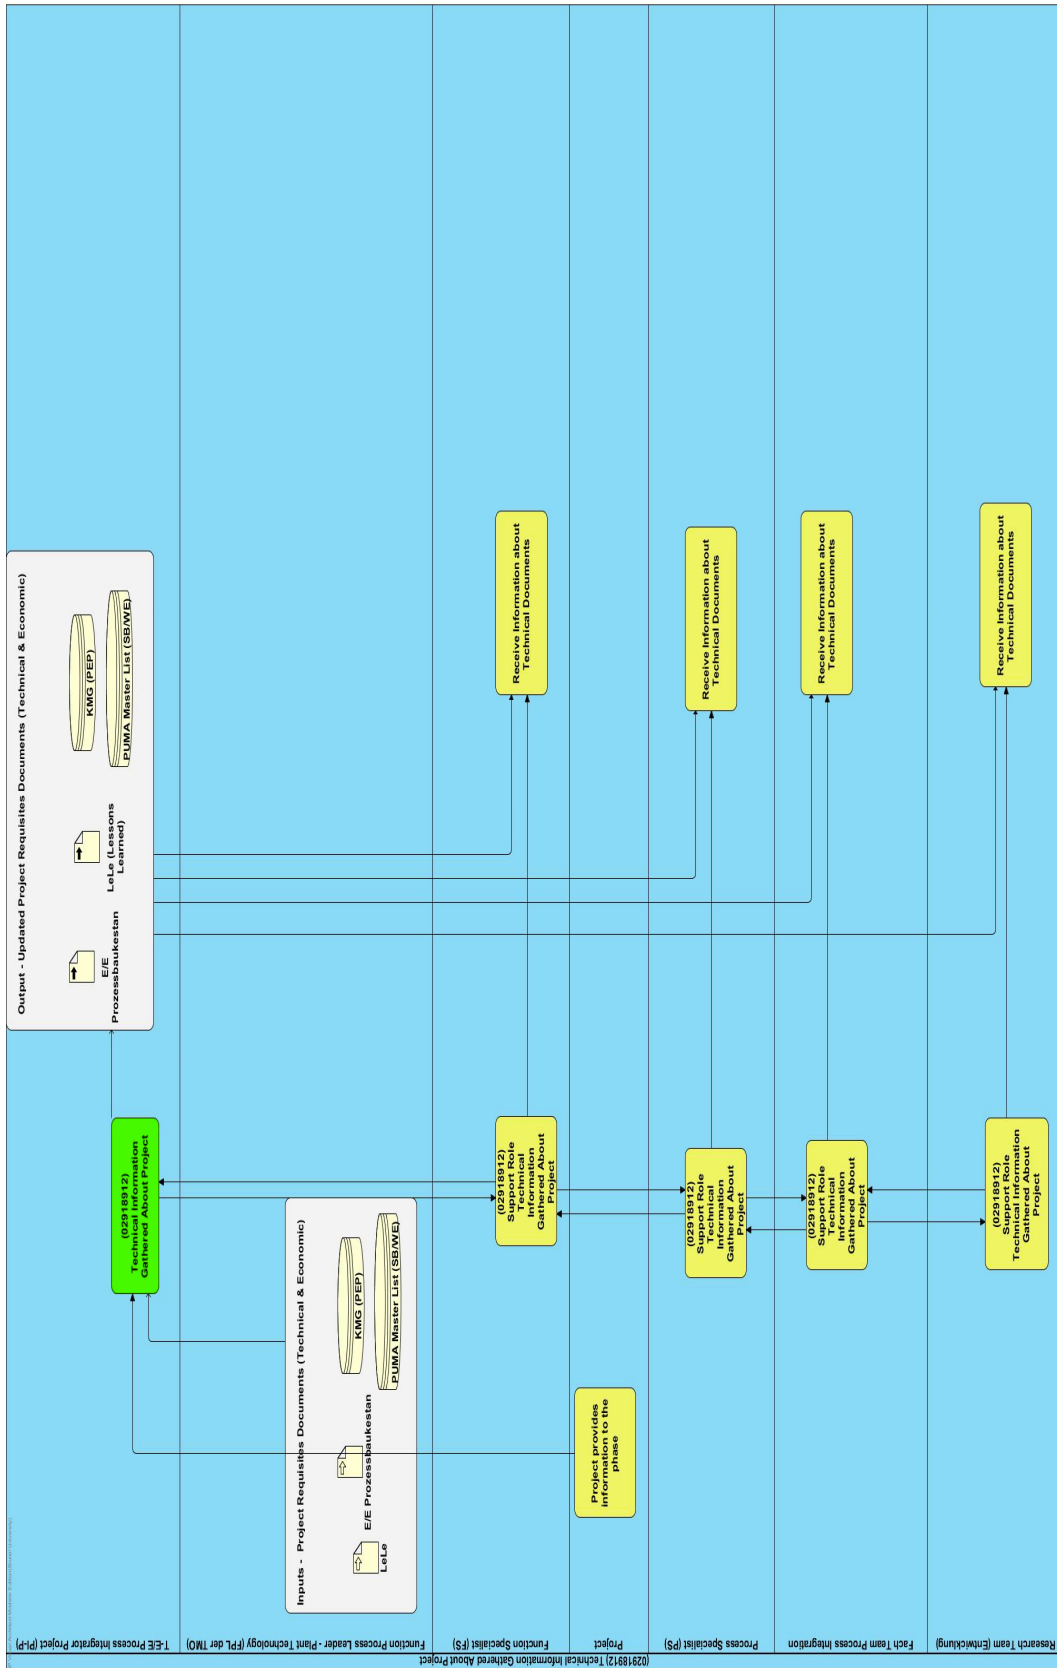 (02918912) Technical Information Gathered About Project
T-E/E Process Integrator Project (PI-P)
Function Process Leader - Plant Technology (FPL der TMO)
Function Specialist (FS)
Project
Process Specialist (PS)
Fach Team Process Integration
Research Team (Entwicklung)
Inputs -  Project Requisites Documents (Technical & Economic)
LeLe
E/E Prozessbaukestan
KMG (PEP)
PUMA Master List (SB/WE)
Project provides
information to the
phase
(02918912)
Technical Information
Gathered About Project
(02918912)
Support Role
Technical
Information
Gathered About
Project
(02918912)
Support Role
Technical
Information
Gathered About
Project
(02918912)
Support Role
Technical
Information
Gathered About
Project
(02918912)
Support Role
Technical Information
Gathered About
Project
Output - Updated Project Requisites Documents (Technical & Economic)
E/E
Prozessbaukestan
LeLe (Lessons
Learned)
KMG (PEP)
PUMA Master List (SB/WE)
Receive Information about
Technical Documents
Receive Information about
Technical Documents
Receive Information about
Technical Documents
Receive Information about
Technical Documents